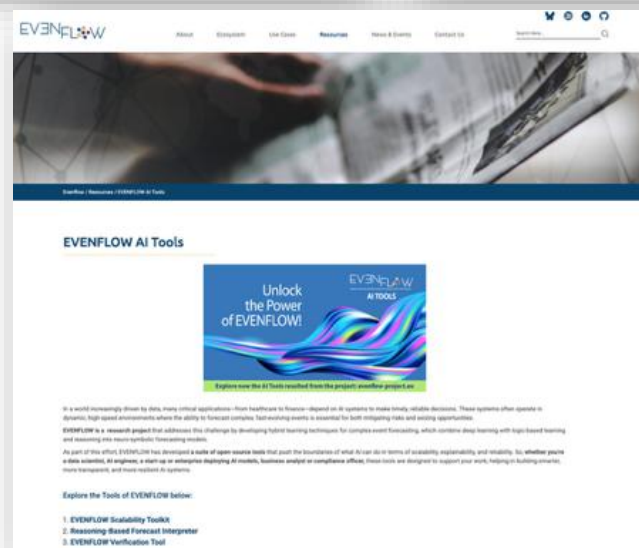 EVENFLOW
About Ecosystem Use Cases Resources News & Events Contact Us
Evenflow / Resources / EVENFLOW AI Tools
EVENFLOW AI Tools
Unlock
the Power
of EVENFLOW!
EVENFLOW
AI TOOLS
Explore now the AI Tools resulted from the project: evenflow-project.eu
In a world increasingly driven by data, many critical applications—from healthcare to finance—depend on AI systems to make timely, reliable decisions. These systems often operate in
dynamic, high-speed environments where the ability to forecast complex, fast-evolving events is essential for both mitigating risks and seizing opportunities.
EVENFLOW is a research project that addresses this challenge by developing hybrid learning techniques for complex event forecasting, which combine deep learning with logic-based learning
and reasoning into neuro-symbolic forecasting models.
As part of this effort, EVENFLOW has developed a suite of open source tools that push the boundaries of what AI can do in terms of scalability, explainability, and reliability. So, whether you're
a data scientist, AI engineer, a start-up or enterprise deploying AI models, business analyst or compliance officer, these tools are designed to support your work, helping in building smarter,
more transparent, and more resilient AI systems.
Explore the Tools of EVENFLOW below:
1. EVENFLOW Scalability Toolkit
2. Reasoning-Based Forecast Interpreter
3. EVENFLOW Verification Tool